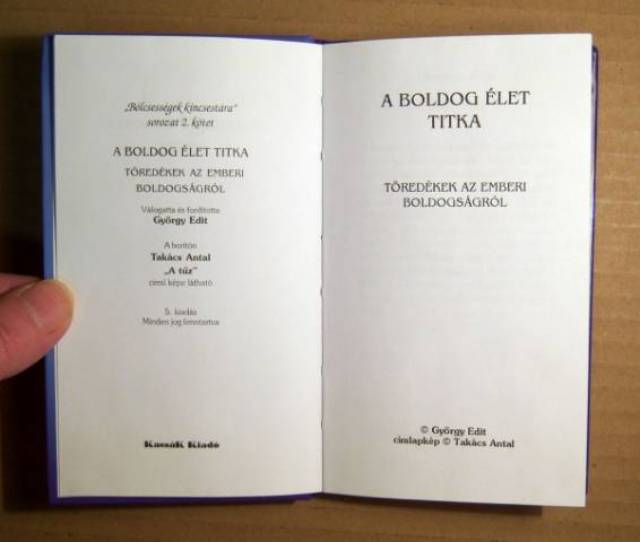 „Bölcsességek kincsestára"
sorozat 2. kötet
A BOLDOG ÉLET TITKA
TÖREDÉKEK AZ EMBERI
BOLDOGSÁGRÓL
Válogatta és fordította
György Edit
A borítón
Takács Antal
„A tűz"
című képe látható
5. kiadás
Minden jog fenntartva
KassáK Kiadó
A BOLDOG ÉLET
TITKA
TÖREDÉKEK AZ EMBERI
BOLDOGSÁGRÓL
© György Edit
címlapkép © Takács Antal